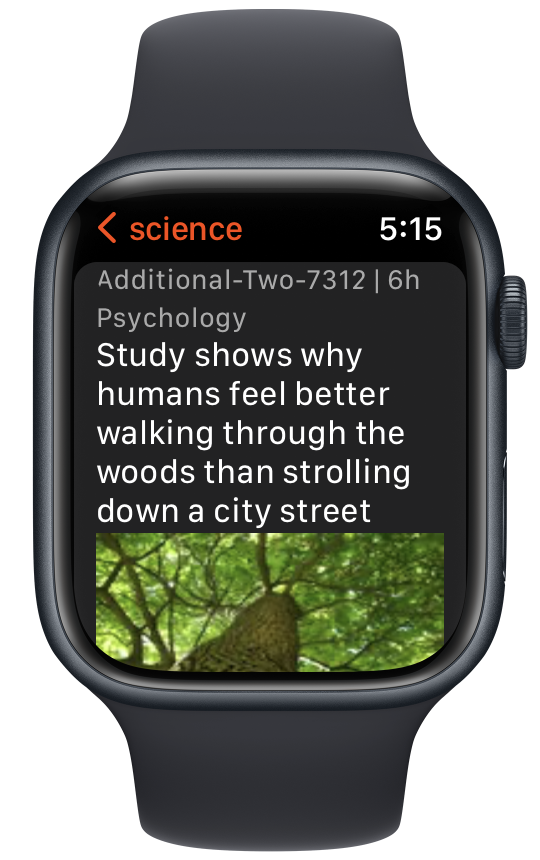 science
5:15
Additional-Two-7312 | 6h
Psychology
Study shows why
humans feel better
walking through the
woods than strolling
down a city street